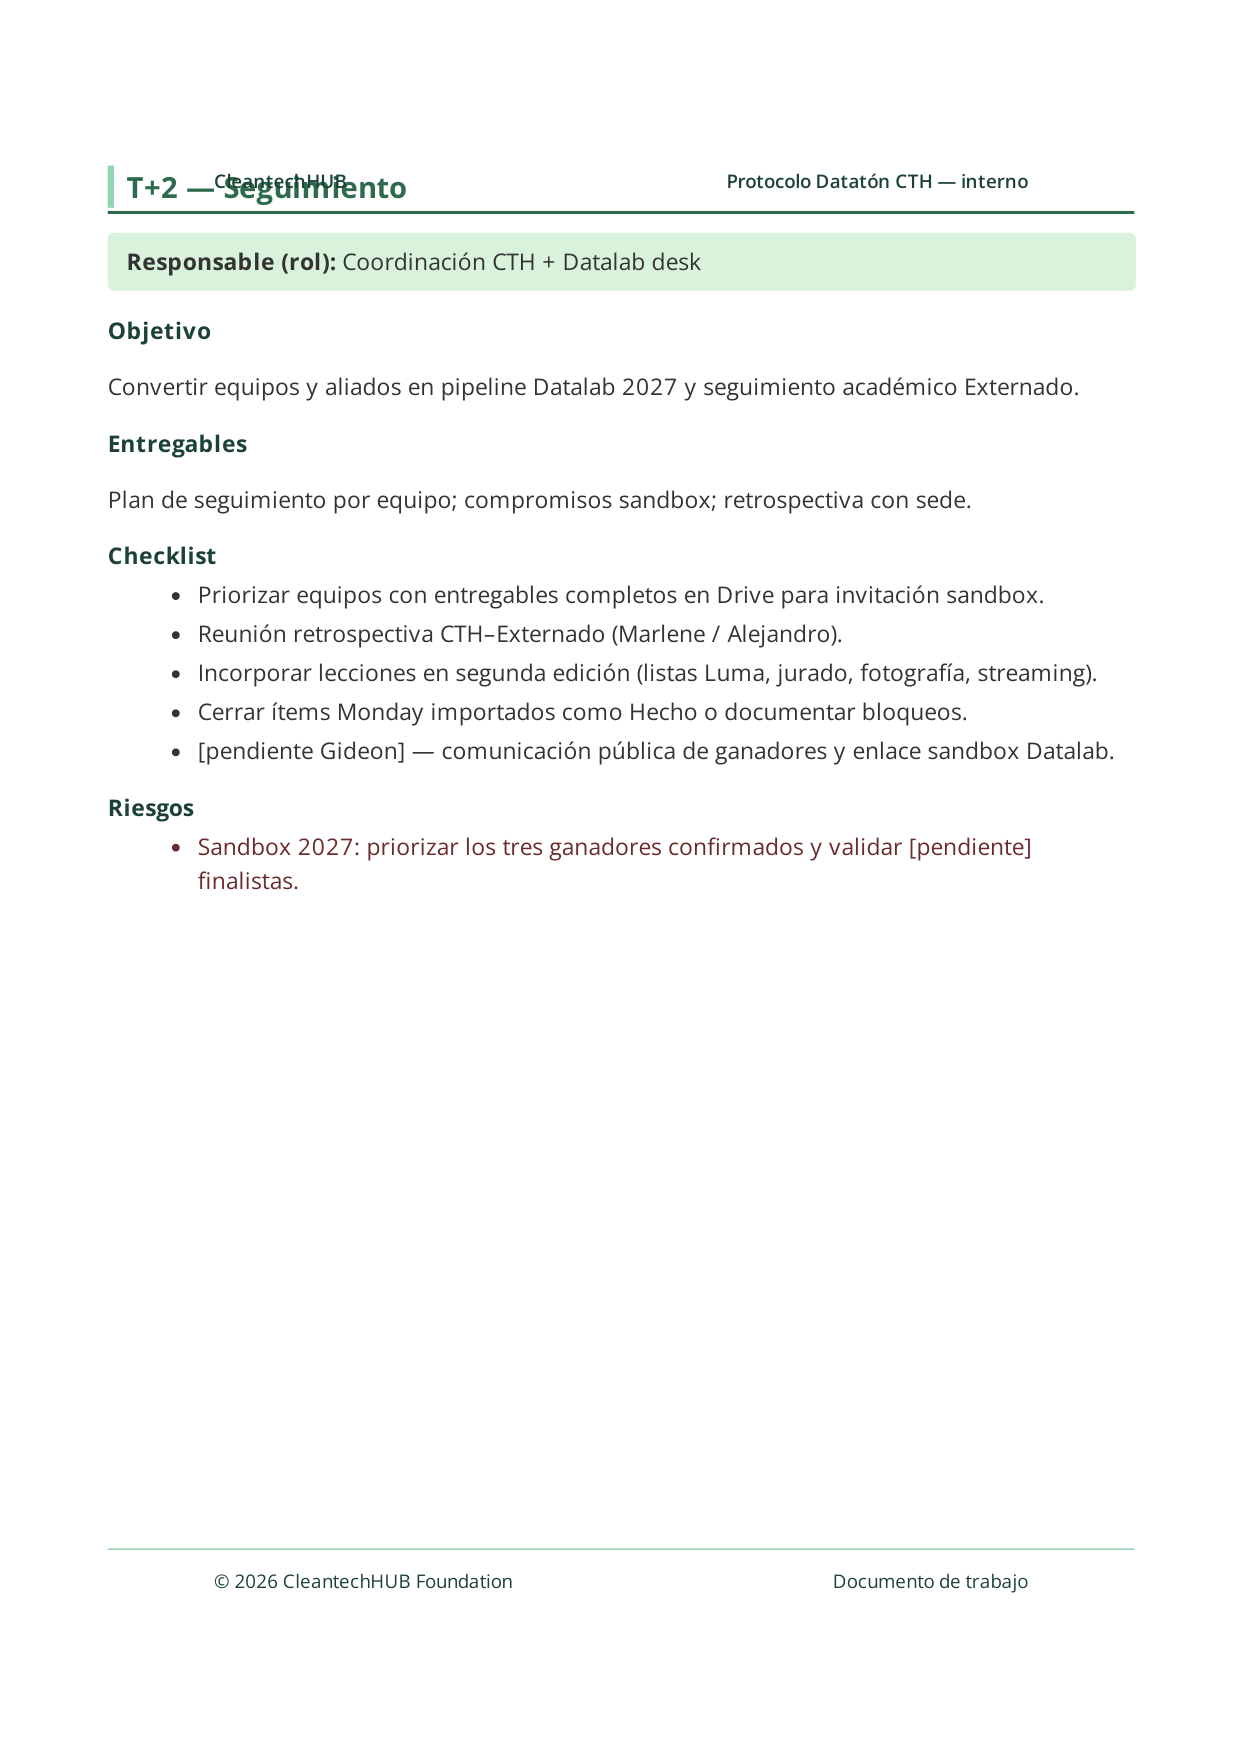 CleantechHUB
Protocolo Datatón CTH — interno
T+2 — Seguimiento
Responsable (rol): Coordinación CTH + Datalab desk
Objetivo
Convertir equipos y aliados en pipeline Datalab 2027 y seguimiento académico Externado.
Entregables
Plan de seguimiento por equipo; compromisos sandbox; retrospectiva con sede.
Checklist
• Priorizar equipos con entregables completos en Drive para invitación sandbox.
• Reunión retrospectiva CTH–Externado (Marlene / Alejandro).
• Incorporar lecciones en segunda edición (listas Luma, jurado, fotografía, streaming).
• Cerrar ítems Monday importados como Hecho o documentar bloqueos.
• [pendiente Gideon] — comunicación pública de ganadores y enlace sandbox Datalab.
Riesgos
• Sandbox 2027: priorizar los tres ganadores confirmados y validar [pendiente]
finalistas.
© 2026 CleantechHUB Foundation
Documento de trabajo